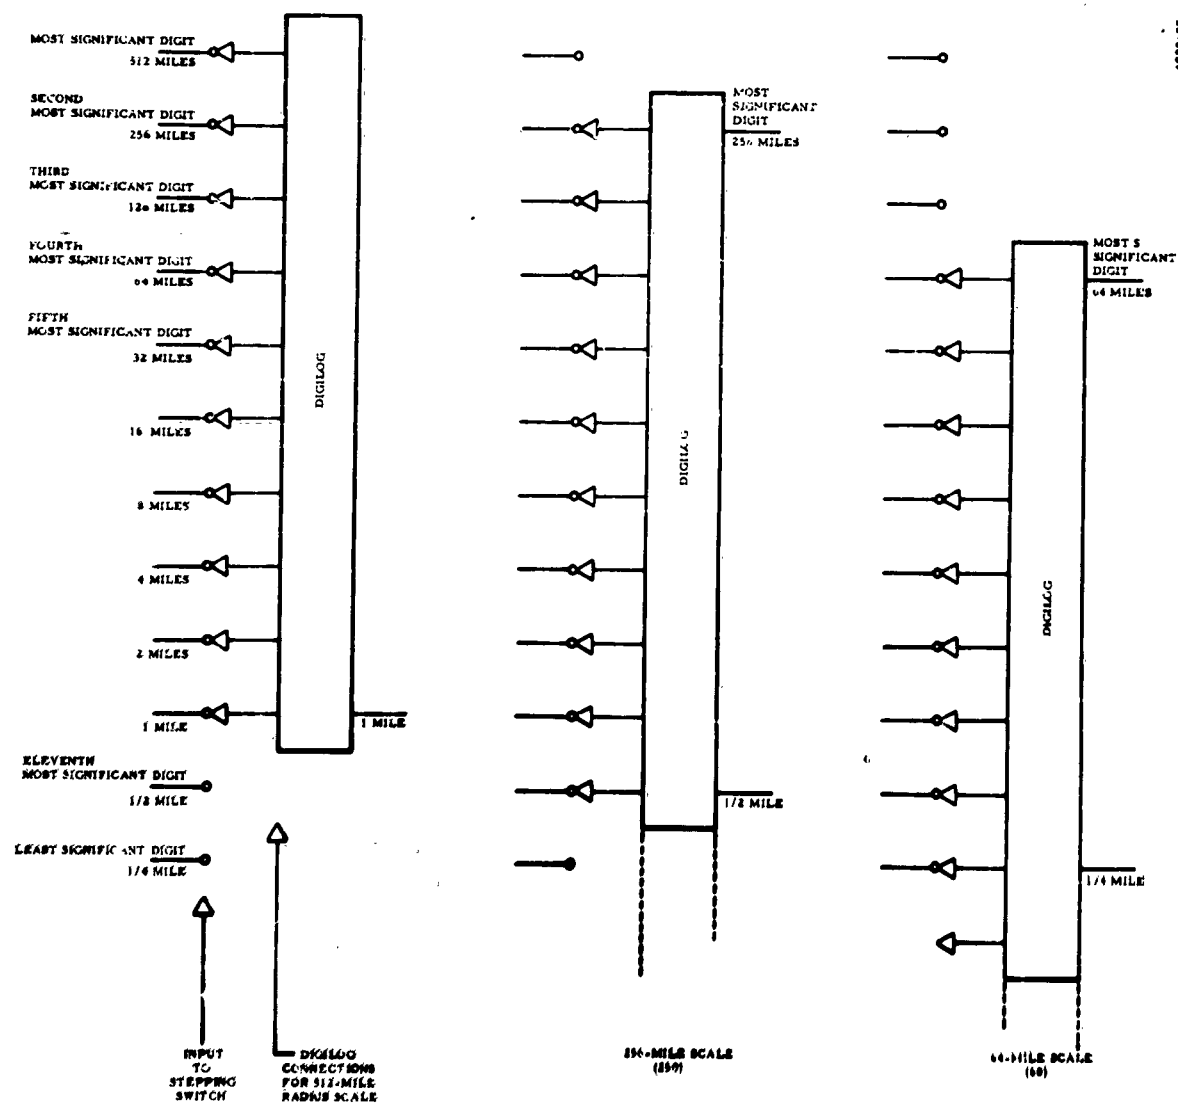 MOST SIGNIFICANT DIGIT
512 MILES
SECOND
MOST SIGNIFICANT DIGIT
256 MILES
THIRD
MOST SIGNIFICANT DIGIT
128 MILES
FOURTH
MOST SIGNIFICANT DIGIT
64 MILES
FIFTH
MOST SIGNIFICANT DIGIT
32 MILES
16 MILES
8 MILES
4 MILES
2 MILES
1 MILE
ELEVENTH
MOST SIGNIFICANT DIGIT
1/2 MILE
LEAST SIGNIFICANT DIGIT
1/4 MILE
DIGILOG
1 MILE
INPUT
TO
STEPPING
SWITCH
DIGILOG
CONNECTIONS
FOR 512-MILE
RADIUS SCALE
MOST
SIGNIFICANT
DIGIT
256 MILES
DIGILOG
1/2 MILE
256-MILE SCALE
MOST S
SIGNIFICANT
DIGIT
64 MILES
DIGILOG
1/4 MILE
64-MILE SCALE
(60)